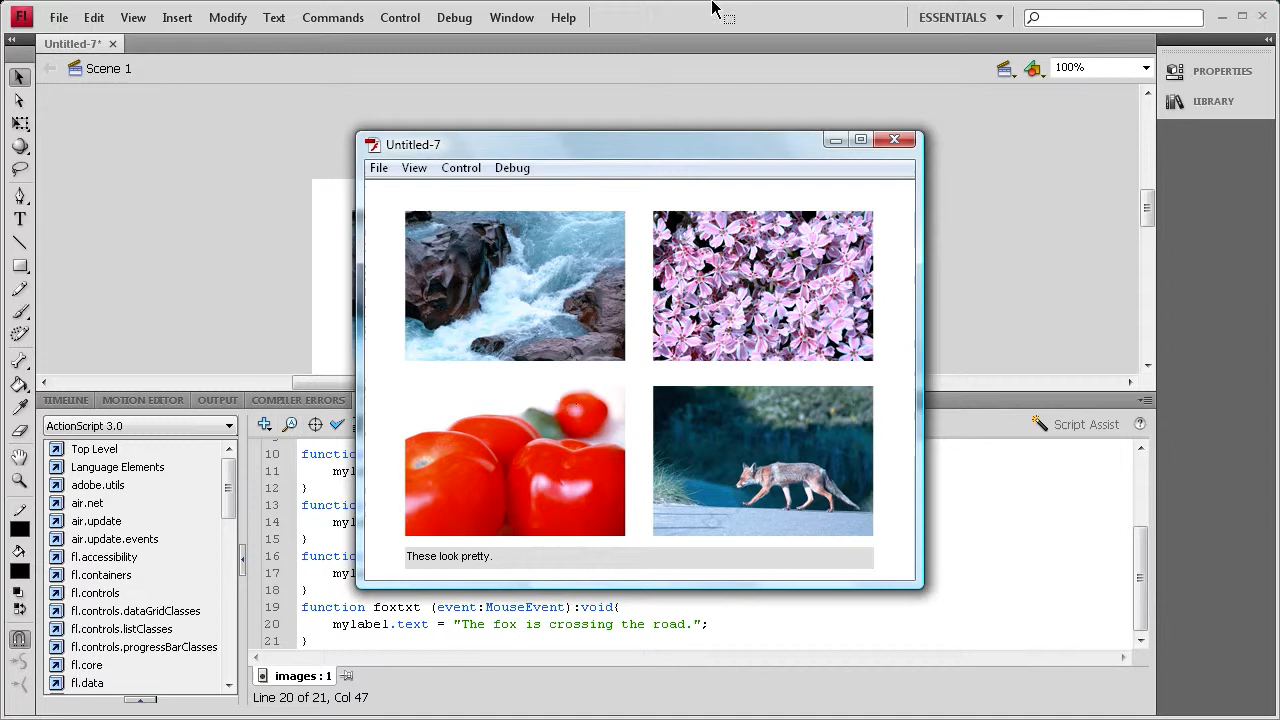 Fl File Edit View Insert Modify Text Commands Control Debug Window Help ESSENTIALS
Untitled-7*
Scene 1 100%
PROPERTIES
LIBRARY
Untitled-7
File View Control Debug
These look pretty.
TIMELINE MOTION EDITOR OUTPUT COMPILER ERRORS
ActionScript 3.0 Script Assist
Top Level
Language Elements
adobe.utils
air.net
air.update
air.update.events
fl.accessibility
fl.containers
fl.controls
fl.controls.dataGridClasses
fl.controls.listClasses
fl.controls.progressBarClasses
fl.core
fl.data
10 functio
11 my
12 }
13 functio
14 my
15 }
16 functio
17 my
18 }
19 function foxtxt (event:MouseEvent):void{
20 mylabel.text = "The fox is crossing the road.";
21 }
images : 1
Line 20 of 21, Col 47